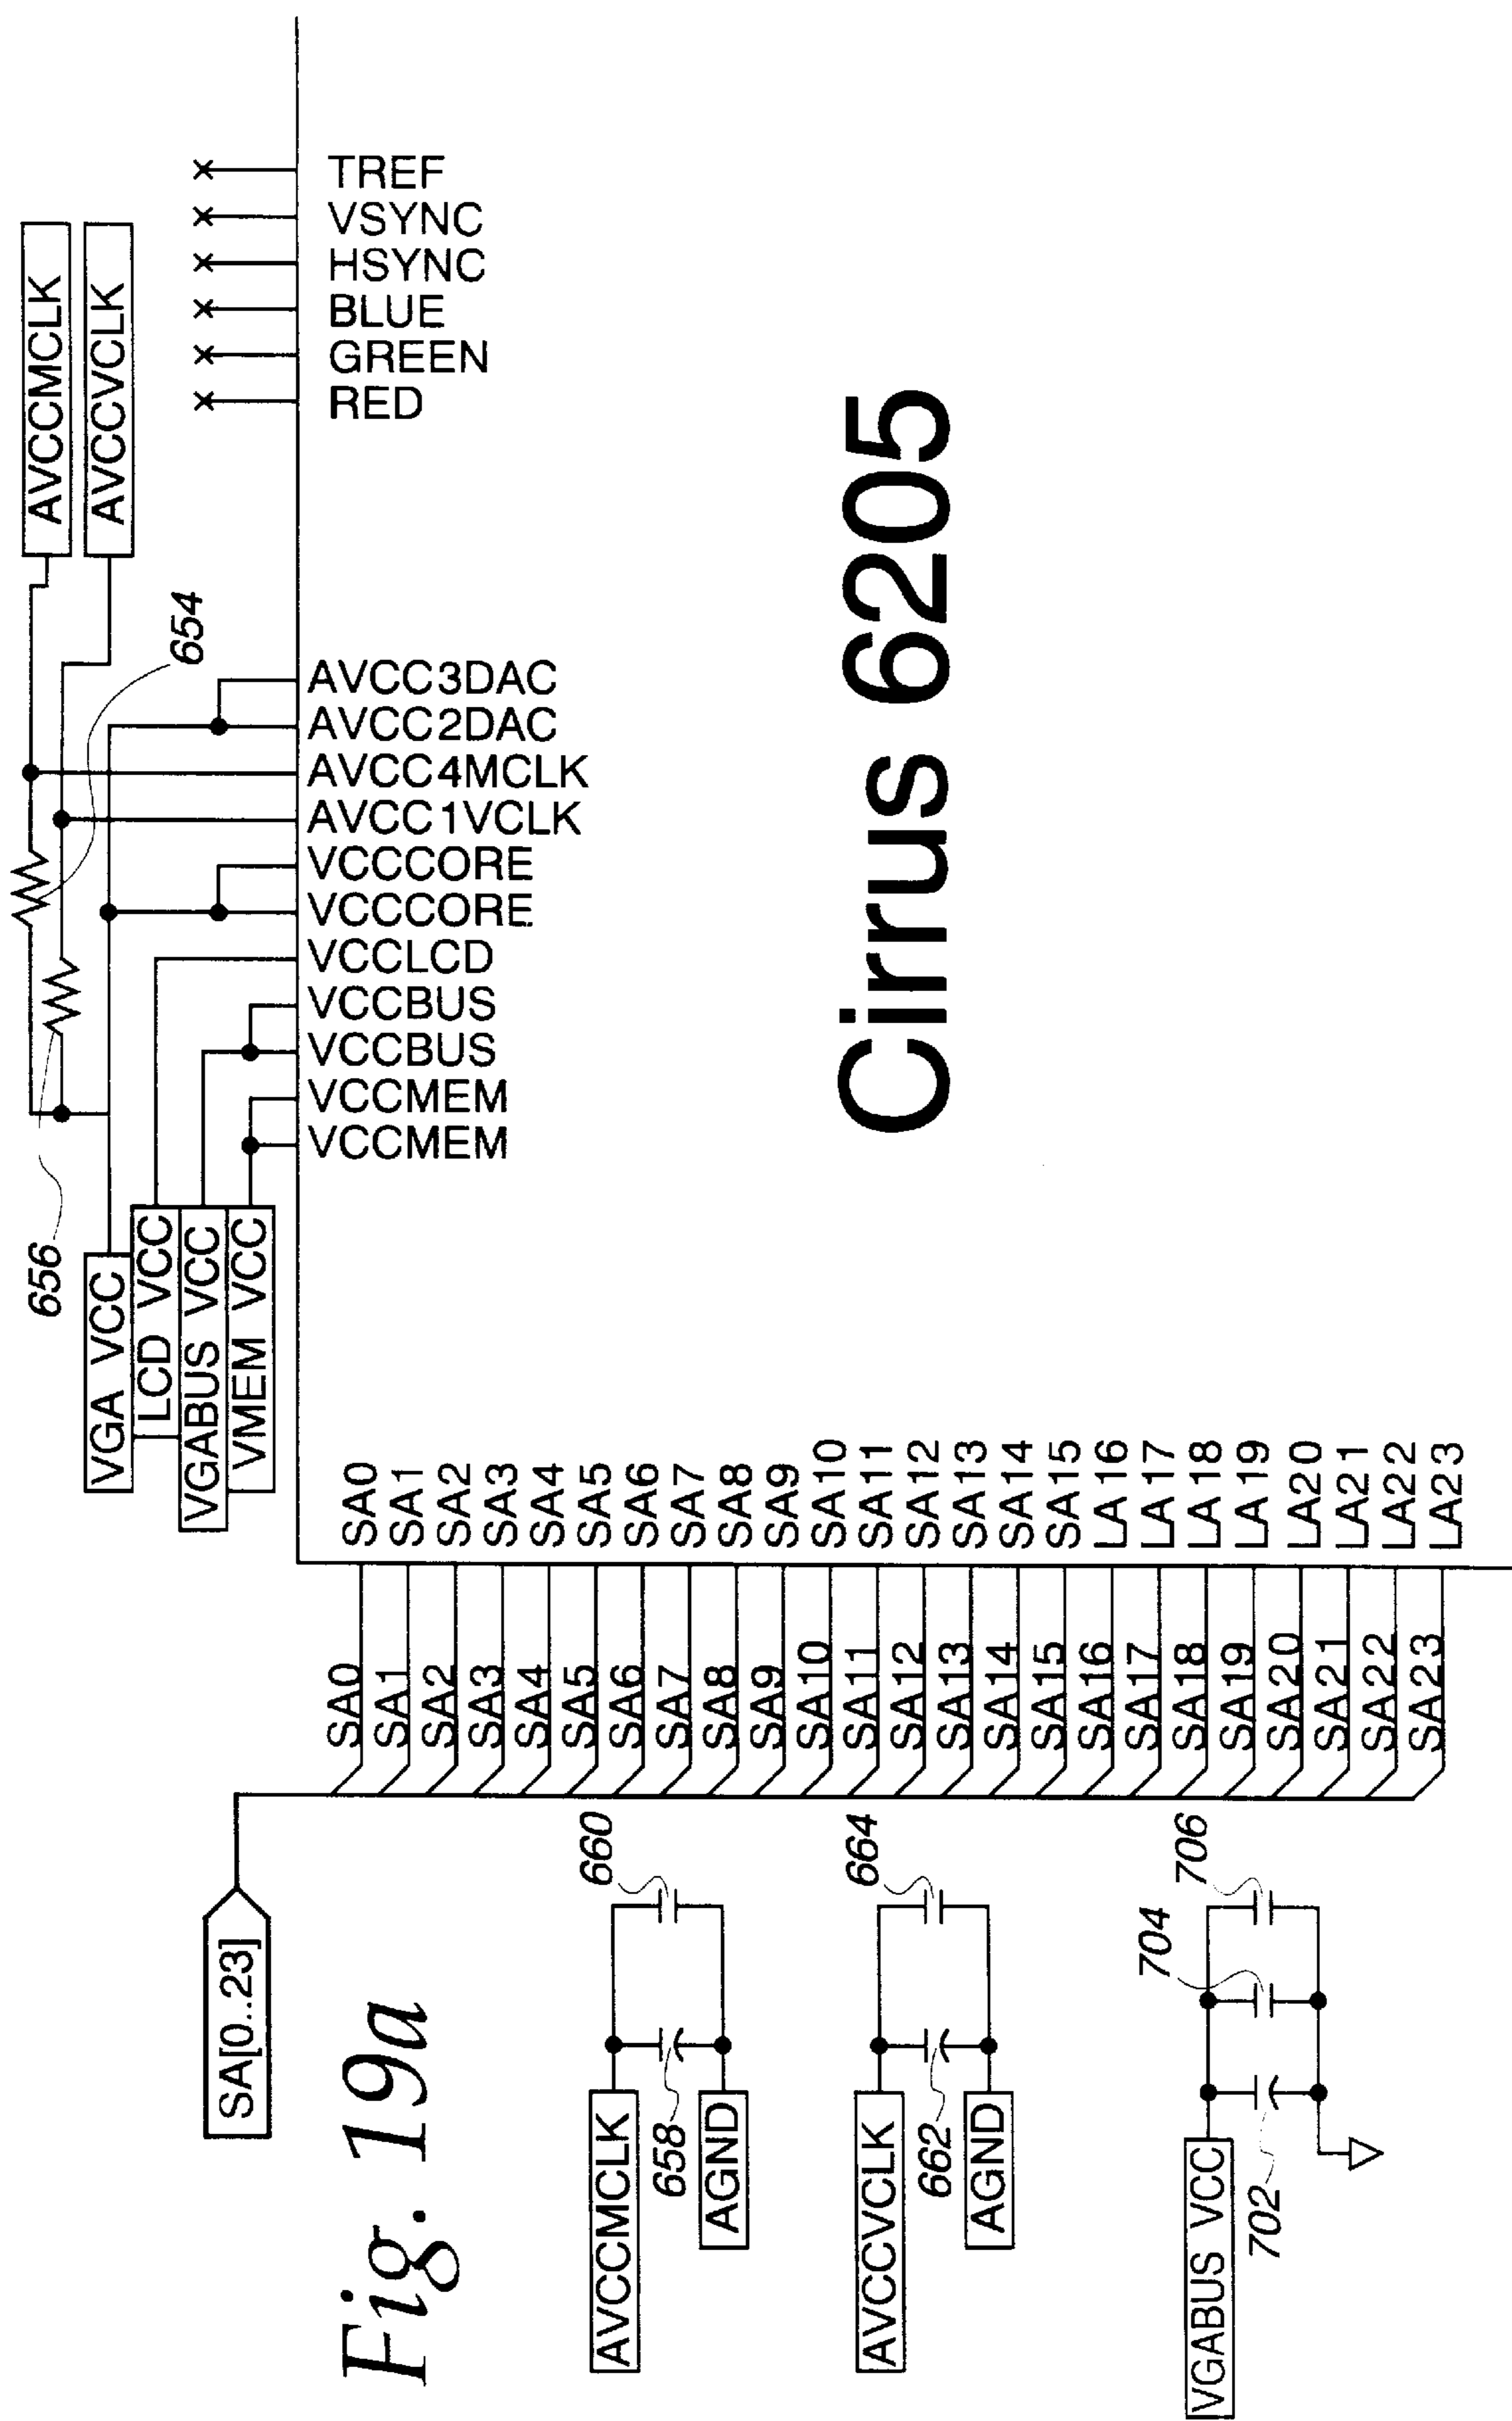 AVCCMCLK
AVCCVCLK
656
654
VGA VCC
LCD VCC
VGABUS VCC
VMEM VCC
VCCMEM
VCCMEM
VCCBUS
VCCBUS
VCCLCD
VCCCORE
VCCCORE
AVCC1VCLK
AVCC4MCLK
AVCC2DAC
AVCC3DAC
RED
GREEN
BLUE
HSYNC
VSYNC
TREF
SA[0..23]
SA0 SA0
SA1 SA1
SA2 SA2
SA3 SA3
SA4 SA4
SA5 SA5
SA6 SA6
SA7 SA7
SA8 SA8
SA9 SA9
SA10 SA10
SA11 SA11
SA12 SA12
SA13 SA13
SA14 SA14
SA15 SA15
SA16 LA16
SA17 LA17
SA18 LA18
SA19 LA19
SA20 LA20
SA21 LA21
SA22 LA22
SA23 LA23
Cirrus 6205
Fig. 19a
AVCCMCLK
660
658
AGND
AVCCVCLK
664
662
AGND
704
706
VGABUS VCC
702